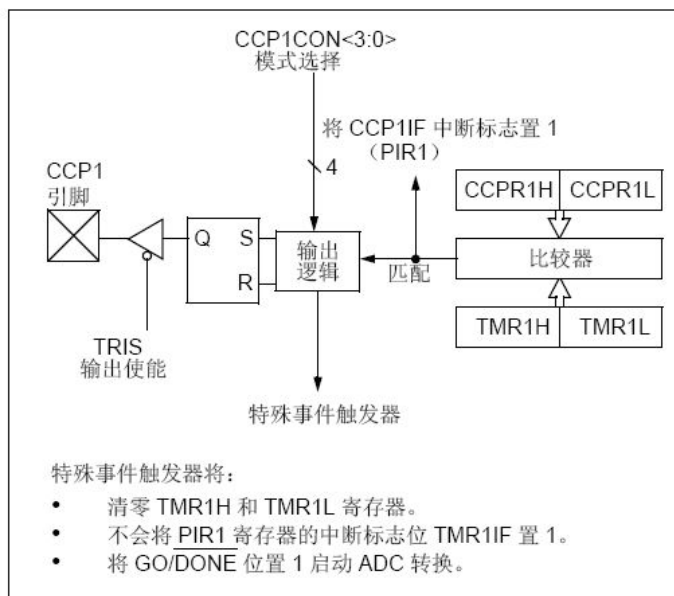 CCP1CON<3:0>
模式选择
将 CCP1IF 中断标志置 1
（PIR1）
4
CCP1
引脚
Q
S
R
输出
逻辑
匹配
CCPR1H
CCPR1L
比较器
TMR1H
TMR1L
TRIS
输出使能
特殊事件触发器
特殊事件触发器将：
• 清零 TMR1H 和 TMR1L 寄存器。
• 不会将 PIR1 寄存器的中断标志位 TMR1IF 置 1。
• 将 GO/DONE 位置 1 启动 ADC 转换。